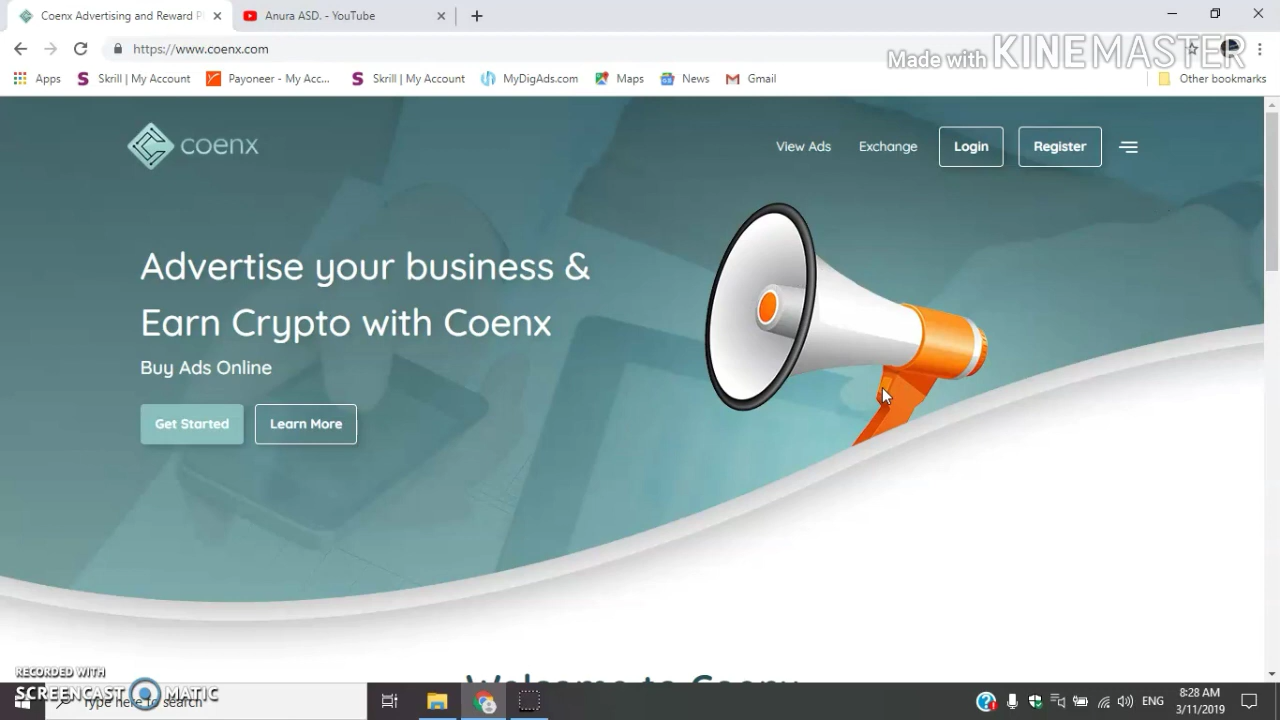 Coenx Advertising and Reward P
Anura ASD. - YouTube
https://www.coenx.com
Made with KINEMASTER
Apps
Skrill | My Account
Payoneer - My Acc...
Skrill | My Account
MyDigAds.com
Maps
News
Gmail
Other bookmarks
coenx
View Ads
Exchange
Login
Register
Advertise your business &
Earn Crypto with Coenx
Buy Ads Online
Get Started
Learn More
Welcome to Coenx
RECORDED WITH
SCREENCAST MATIC
Type here to search
ENG
8:28 AM
3/11/2019